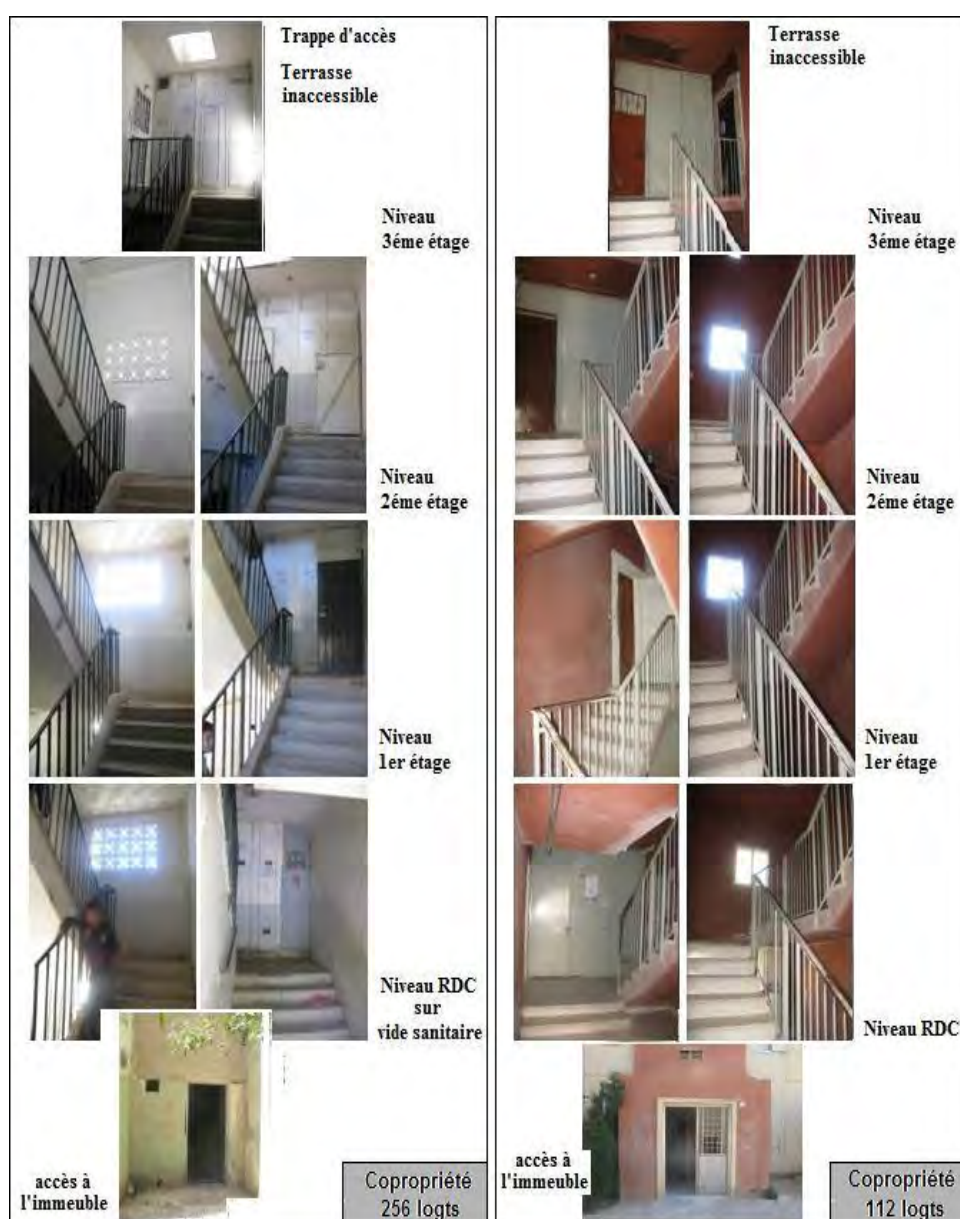 Trappe d'accès
Terrasse
inaccessible
Niveau
3éme étage
Niveau
2éme étage
Niveau
1er étage
Niveau RDC
sur
vide sanitaire
accès à
l'immeuble
Copropriété
256 logts
Terrasse
inaccessible
Niveau
3éme étage
Niveau
2éme étage
Niveau
1er étage
Niveau RDC
accès à
l'immeuble
Copropriété
112 logts